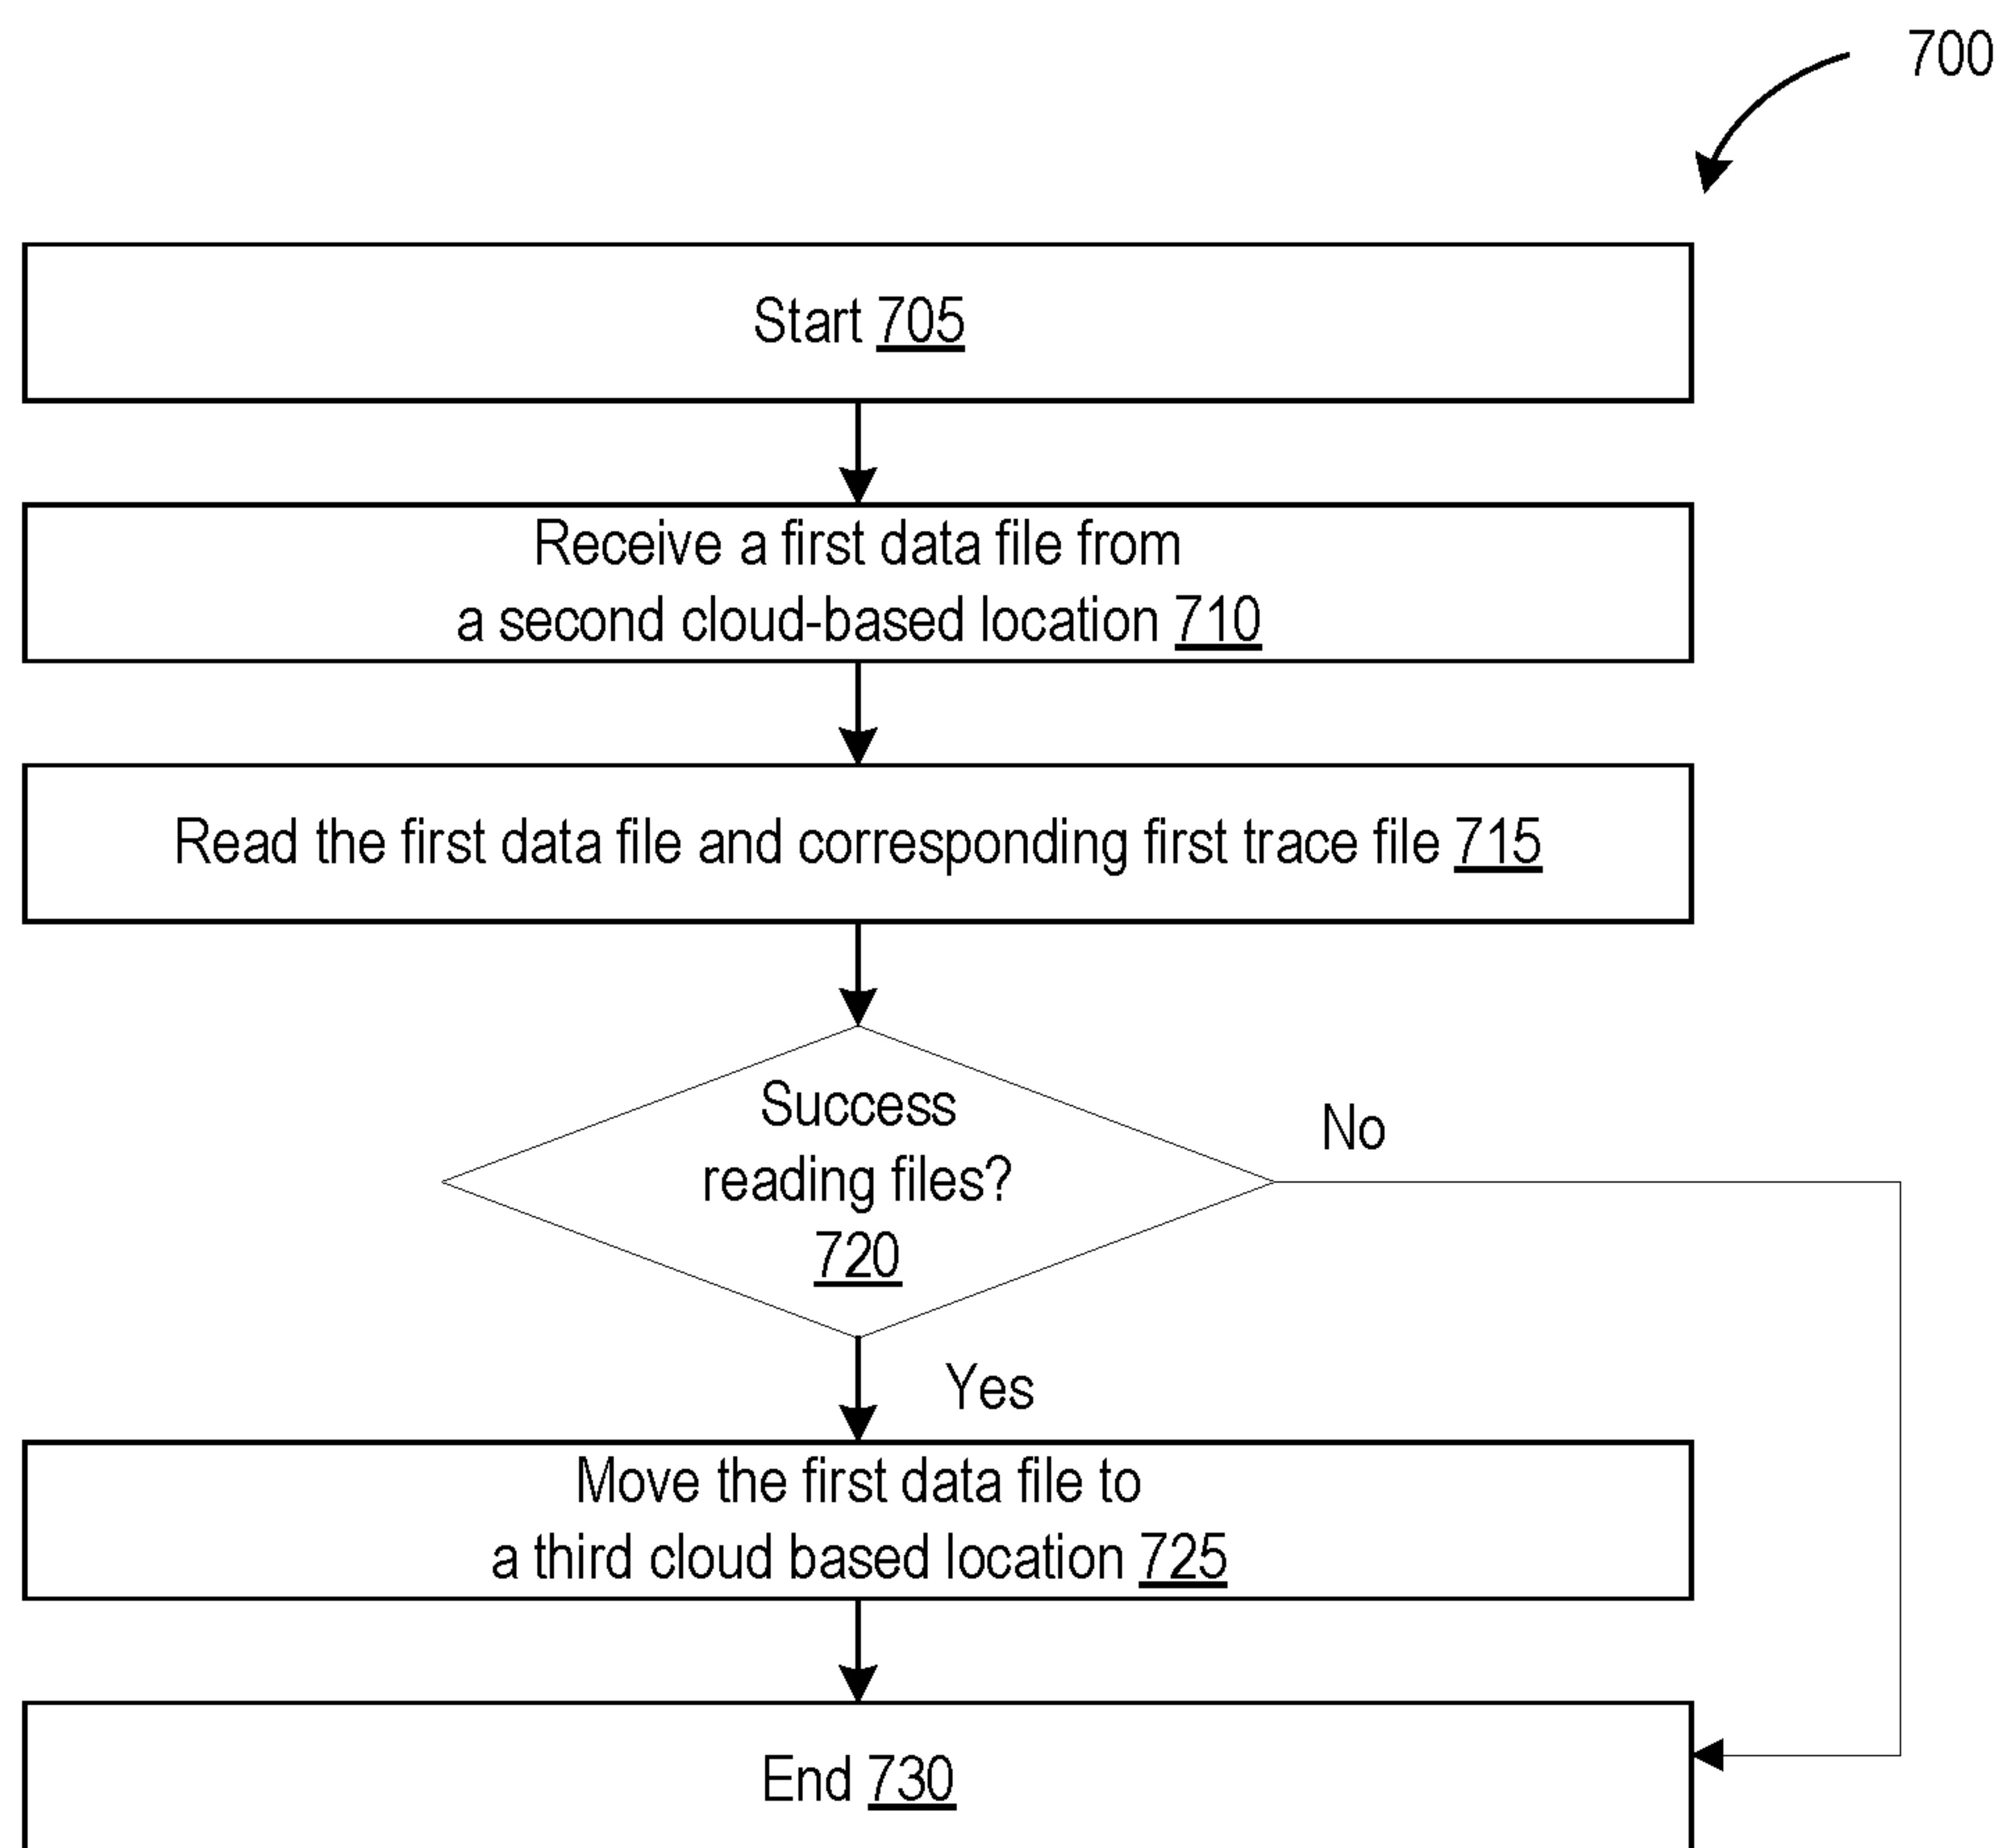 700
Start 705
Receive a first data file from
a second cloud-based location 710
Read the first data file and corresponding first trace file 715
Success
reading files?
720
No
Yes
Move the first data file to
a third cloud based location 725
End 730